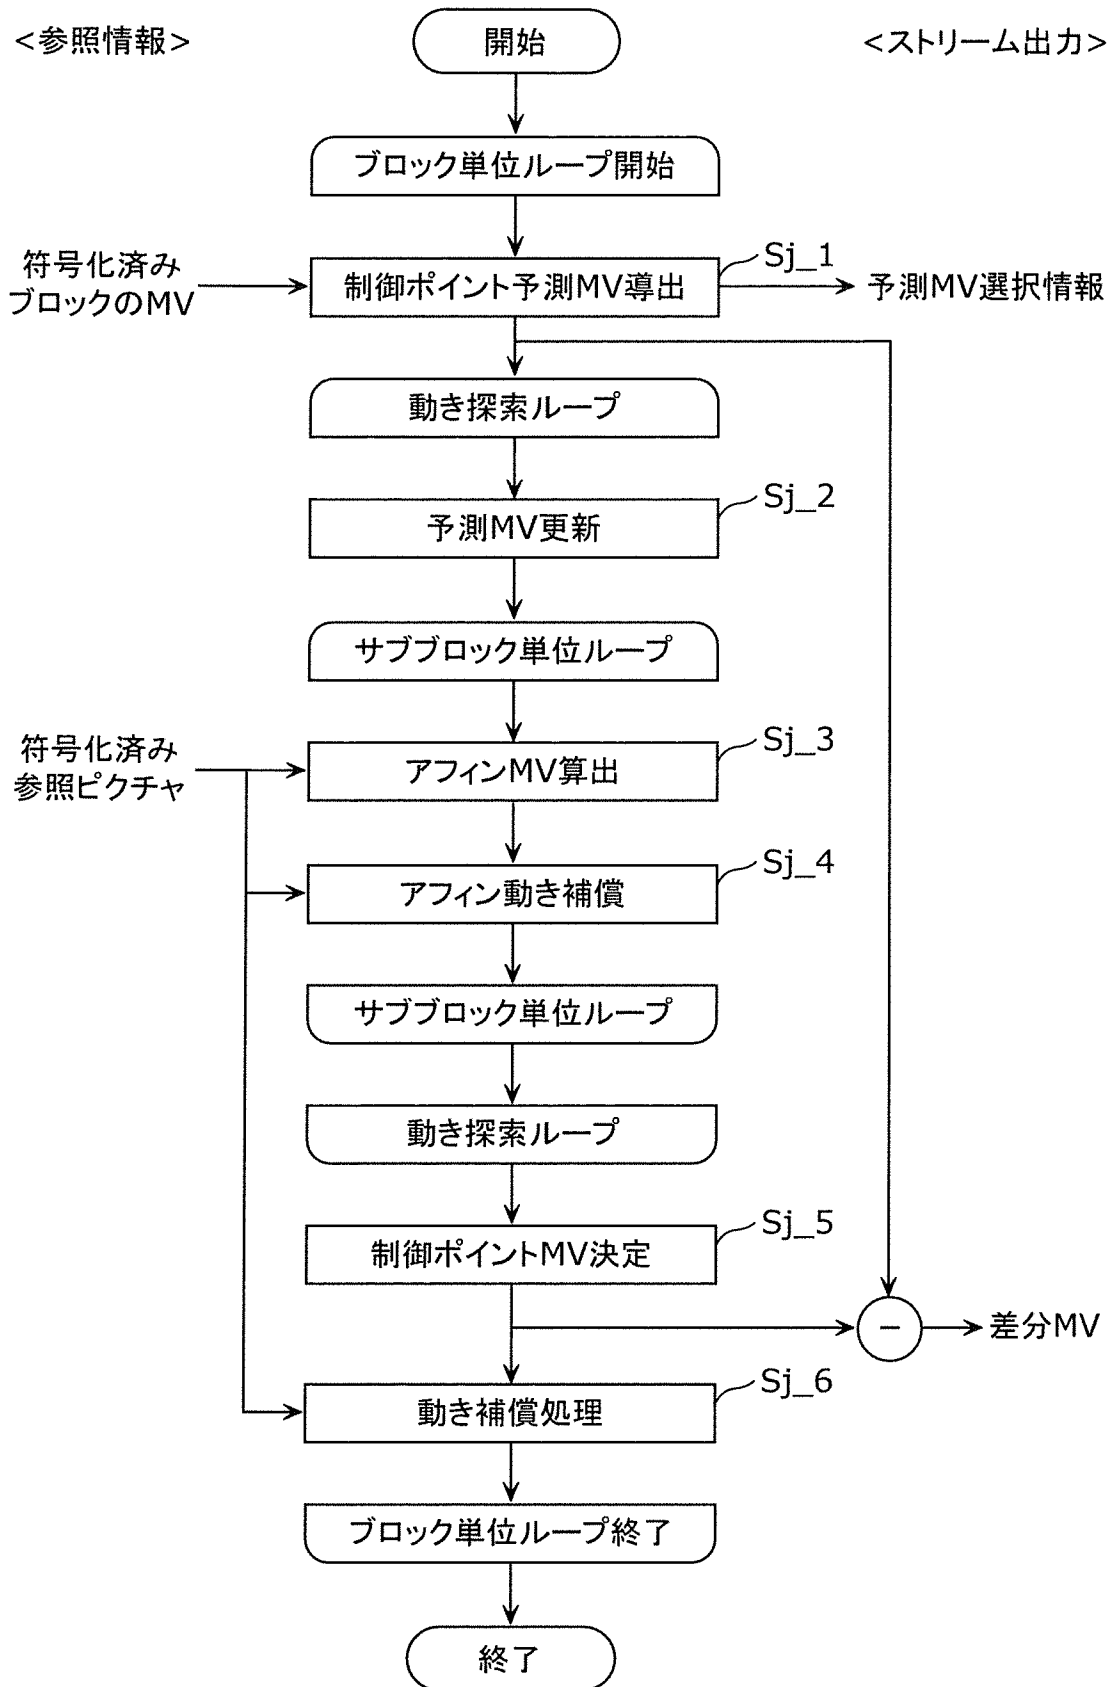 <参照情報>
開始
<ストリーム出力>
ブロック単位ループ開始
符号化済み
ブロックのMV
制御ポイント予測MV導出
Sj_1
予測MV選択情報
動き探索ループ
Sj_2
予測MV更新
サブブロック単位ループ
符号化済み
参照ピクチャ
Sj_3
アフィンMV算出
Sj_4
アフィン動き補償
サブブロック単位ループ
動き探索ループ
Sj_5
制御ポイントMV決定
−
差分MV
Sj_6
動き補償処理
ブロック単位ループ終了
終了